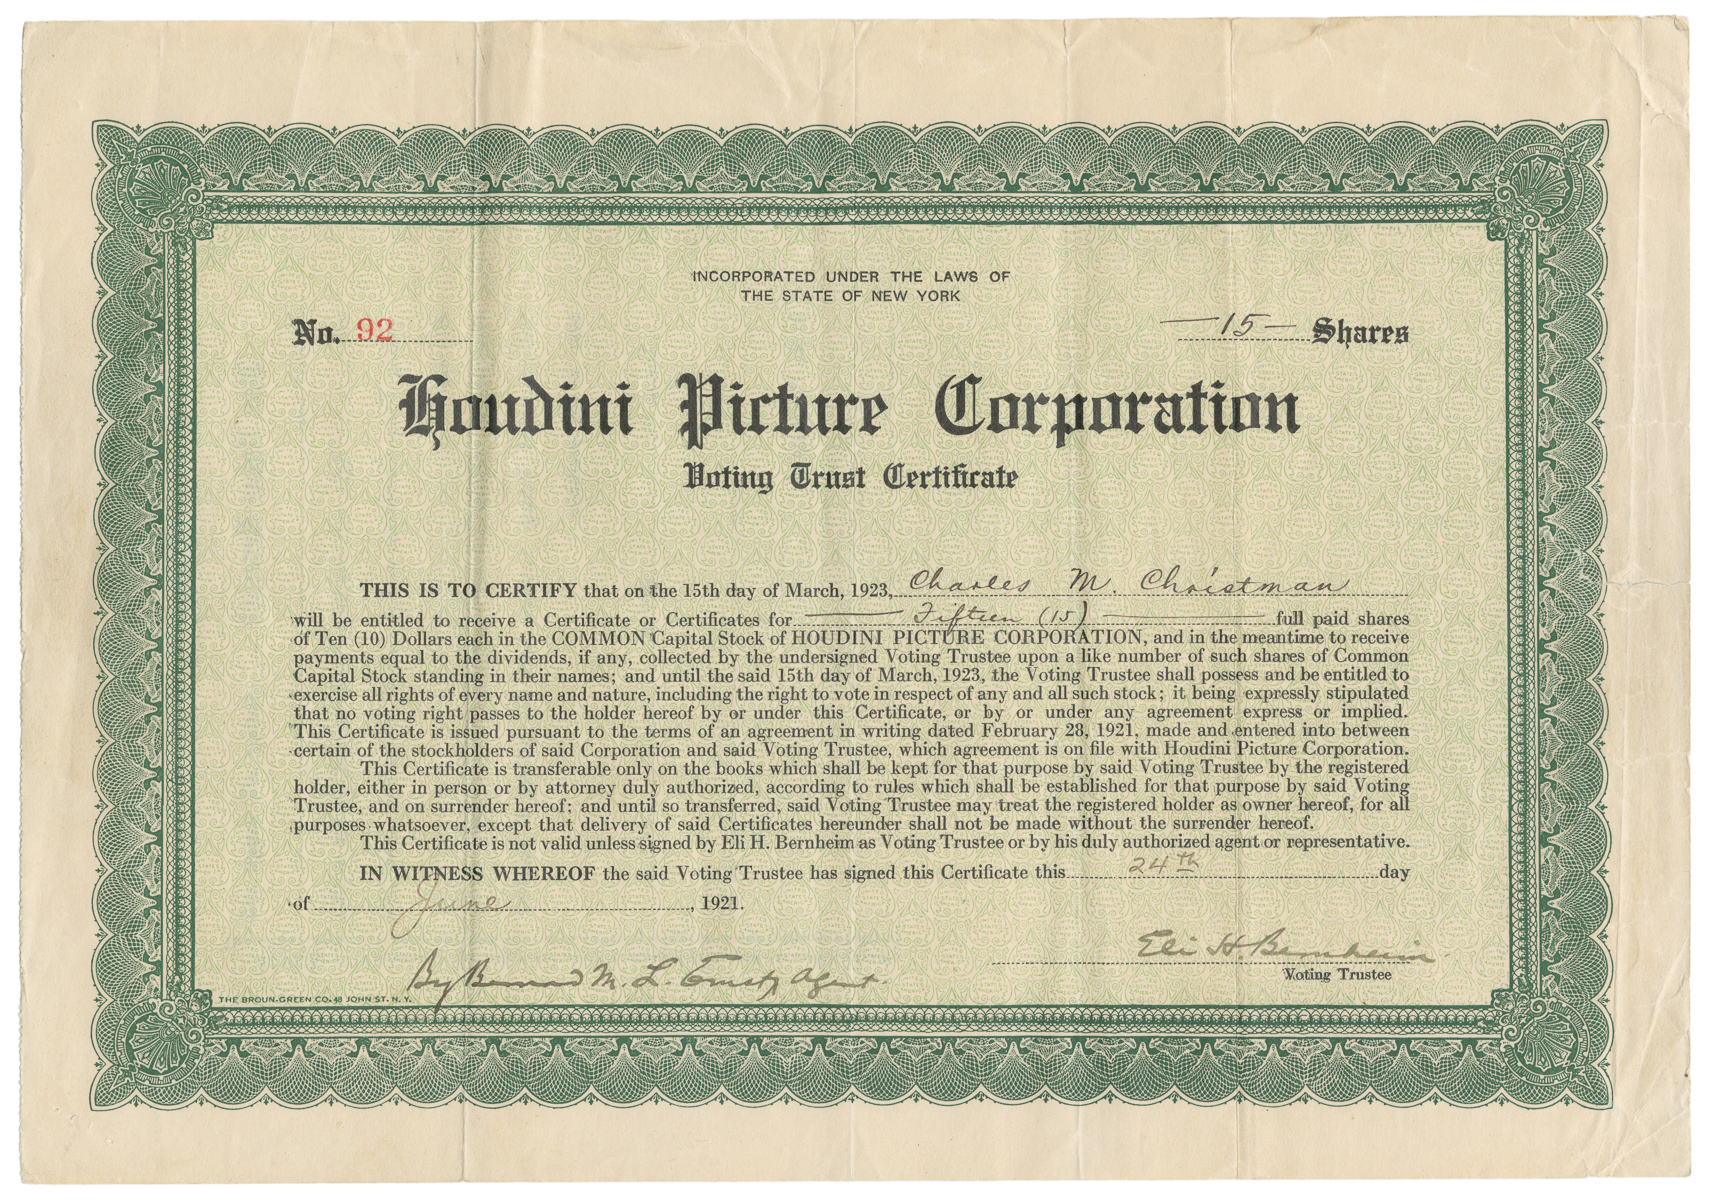 INCORPORATED UNDER THE LAWS OF
THE STATE OF NEW YORK
No. 92
—15— Shares
Houdini Picture Corporation
Voting Trust Certificate
THIS IS TO CERTIFY that on the 15th day of March, 1923, Charles M. Christman
will be entitled to receive a Certificate or Certificates for Fifteen (15) full paid shares
of Ten (10) Dollars each in the COMMON Capital Stock of HOUDINI PICTURE CORPORATION, and in the meantime to receive
payments equal to the dividends, if any, collected by the undersigned Voting Trustee upon a like number of such shares of Common
Capital Stock standing in their names; and until the said 15th day of March, 1923, the Voting Trustee shall possess and be entitled to
exercise all rights of every name and nature, including the right to vote in respect of any and all such stock; it being expressly stipulated
that no voting right passes to the holder hereof by or under this Certificate, or by or under any agreement express or implied.
This Certificate is issued pursuant to the terms of an agreement in writing dated February 23, 1921, made and entered into between
certain of the stockholders of said Corporation and said Voting Trustee, which agreement is on file with Houdini Picture Corporation.
This Certificate is transferable only on the books which shall be kept for that purpose by said Voting Trustee by the registered
holder, either in person or by attorney duly authorized, according to rules which shall be established for that purpose by said Voting
Trustee, and on surrender hereof; and until so transferred, said Voting Trustee may treat the registered holder as owner hereof, for all
purposes whatsoever, except that delivery of said Certificates hereunder shall not be made without the surrender hereof.
This Certificate is not valid unless signed by Eli H. Bernheim as Voting Trustee or by his duly authorized agent or representative.
IN WITNESS WHEREOF the said Voting Trustee has signed this Certificate this 24th day
of June, 1921.
Eli H. Bernheim
Voting Trustee
By Bernard M. L. Ernst, Agent.
THE BROUN-GREEN CO. 48 JOHN ST. N. Y.